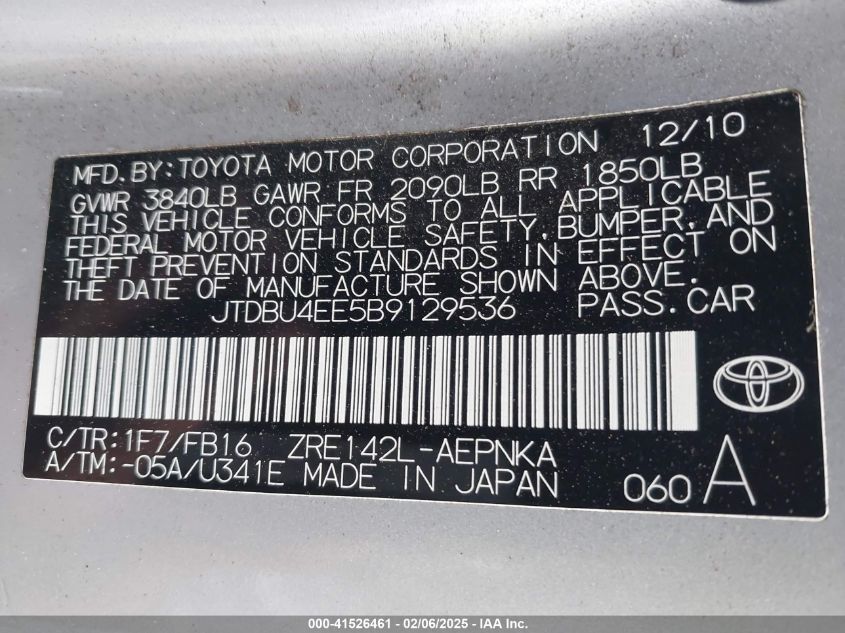 MFD.BY:TOYOTA MOTOR CORPORATION 12/10
GVWR 3840LB GAWR FR 2090LB RR 1850LB
THIS VEHICLE CONFORMS TO ALL APPLICABLE
FEDERAL MOTOR VEHICLE SAFETY,BUMPER,AND
THEFT PREVENTION STANDARDS IN EFFECT ON
THE DATE OF MANUFACTURE SHOWN ABOVE.
JTDBU4EE5B9129536 PASS.CAR
C/TR:1F7/FB16 ZRE142L-AEPNKA
A/TM:-05A/U341E MADE IN JAPAN 060 A
000-41526461 - 02/06/2025 - IAA Inc.